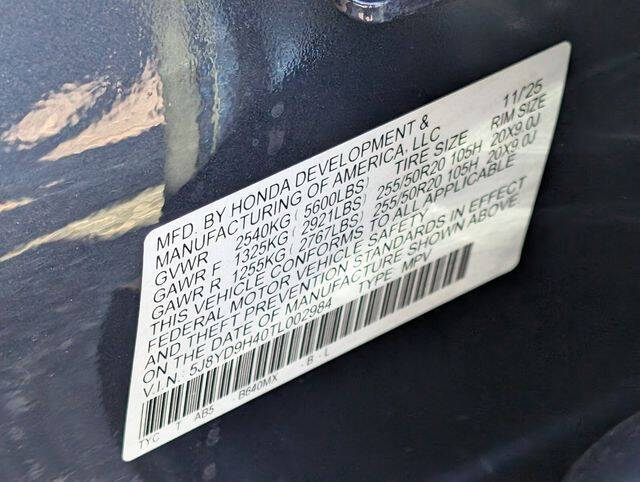 MFD. BY HONDA DEVELOPMENT & 11/25
MANUFACTURING OF AMERICA, LLC
GVWR 2540KG (5600LBS) TIRE SIZE RIM SIZE
GAWR F 1325KG (2921LBS) 255/50R20 105H 20X9.0J
GAWR R 1255KG (2767LBS) 255/50R20 105H 20X9.0J
THIS VEHICLE CONFORMS TO ALL APPLICABLE
FEDERAL MOTOR VEHICLE SAFETY
AND THEFT PREVENTION STANDARDS IN EFFECT
ON THE DATE OF MANUFACTURE SHOWN ABOVE.
V.I.N.: 5J8YD9H40TL002984 TYPE: MPV
TYC T AB5 B640MX B-L